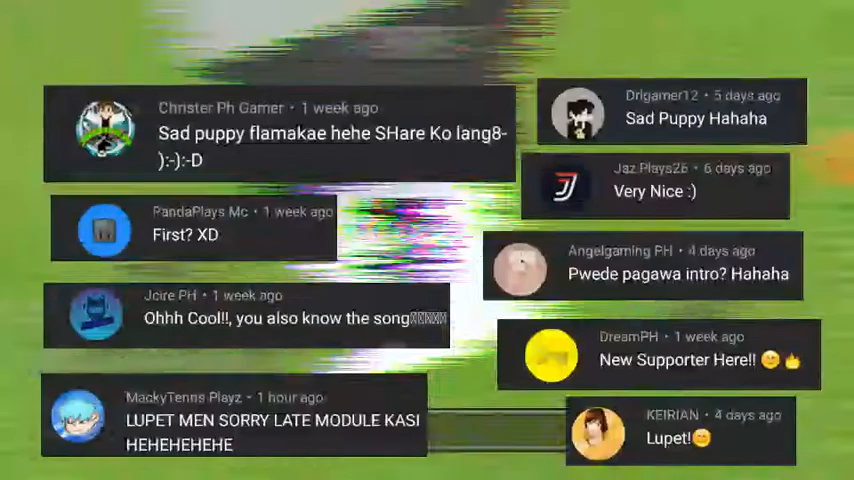 Christer Ph Gamer • 1 week ago
Sad puppy flamakae hehe SHare Ko lang8-
):-):-D
PandaPlays Mc • 1 week ago
First? XD
Jcire PH • 1 week ago
Ohhh Cool!!, you also know the song
MackyTenns Playz • 1 hour ago
LUPET MEN SORRY LATE MODULE KASI
HEHEHEHEHE
Drlgamer12 • 5 days ago
Sad Puppy Hahaha
Jaz Plays26 • 6 days ago
Very Nice :)
Angelgaming PH • 4 days ago
Pwede pagawa intro? Hahaha
DreamPH • 1 week ago
New Supporter Here!! 😊🔥
KEIRIAN • 4 days ago
Lupet!😊